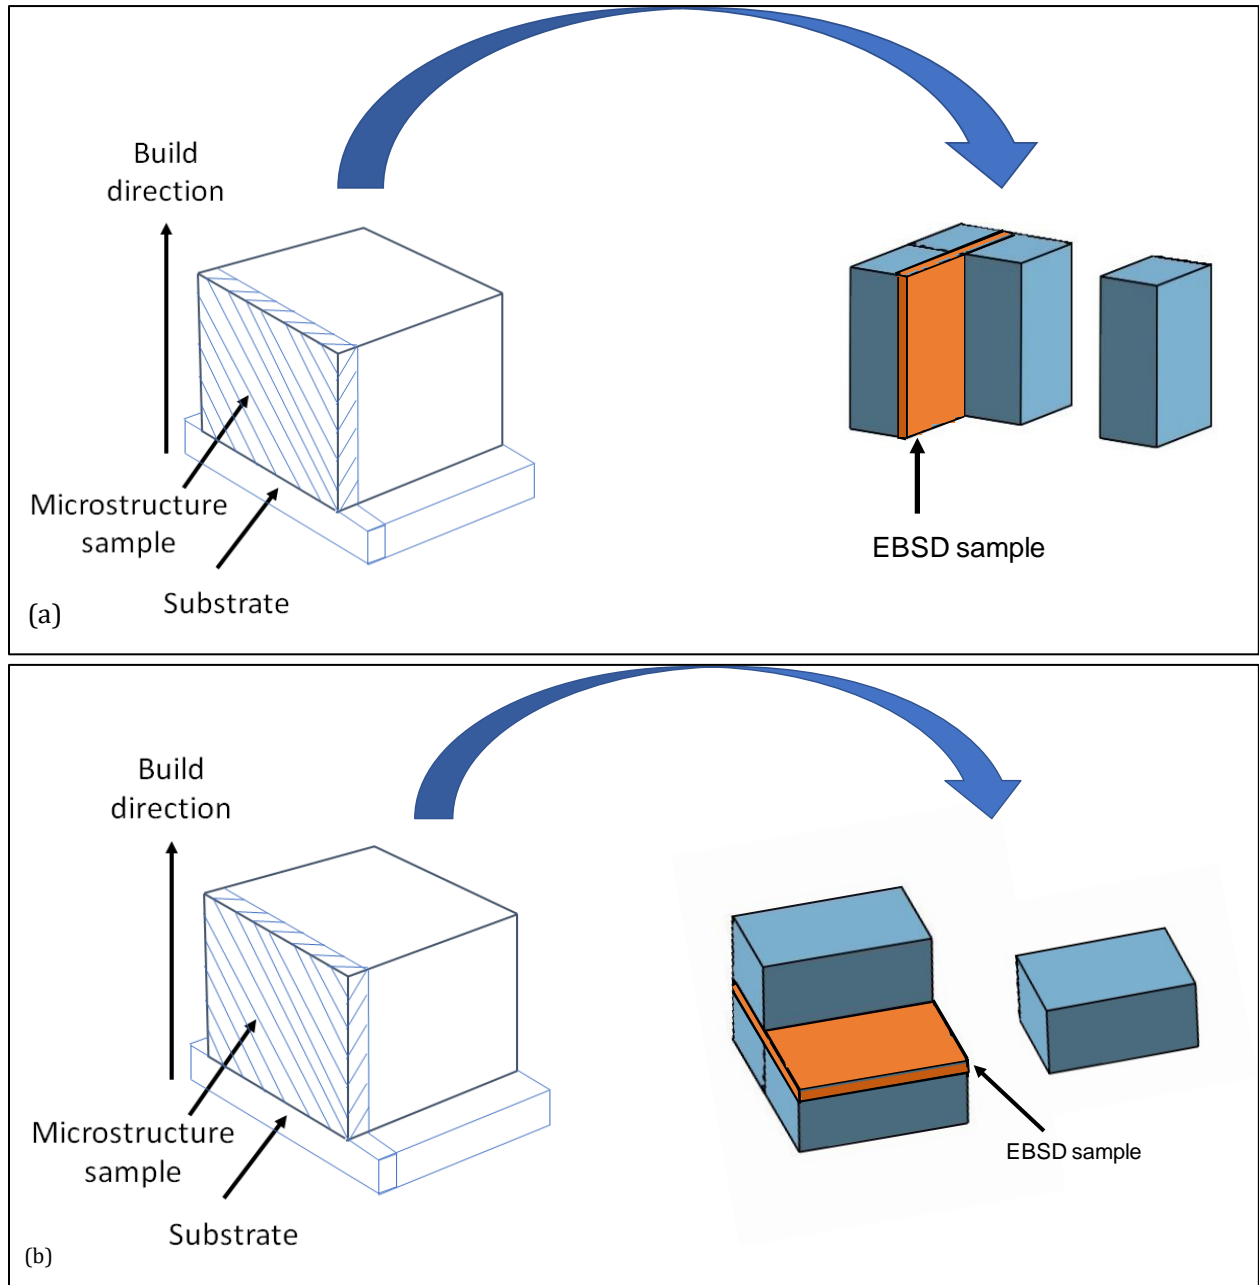 Build
direction
Microstructure
sample
Substrate
EBSD sample
(a)
Build
direction
Microstructure
sample
Substrate
EBSD sample
(b)